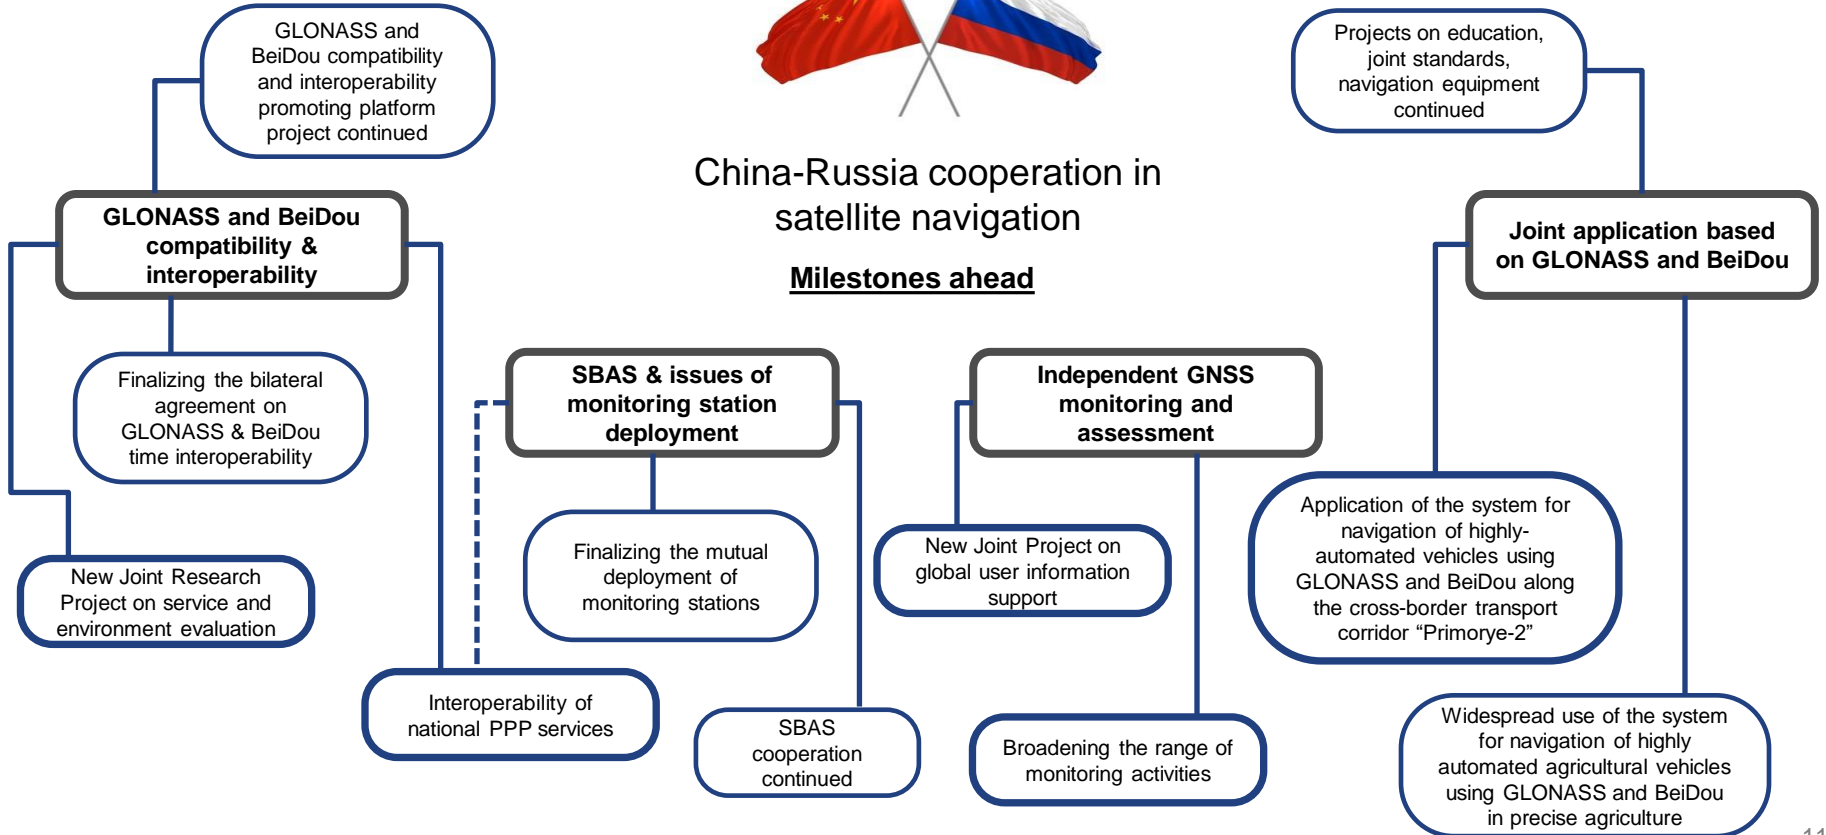 GLONASS and
BeiDou compatibility
and interoperability
promoting platform
project continued
Projects on education,
joint standards,
navigation equipment
continued
China-Russia cooperation in
satellite navigation
Milestones ahead
GLONASS and BeiDou
compatibility &
interoperability
Joint application based
on GLONASS and BeiDou
Finalizing the bilateral
agreement on
GLONASS & BeiDou
time interoperability
SBAS & issues of
monitoring station
deployment
Independent GNSS
monitoring and
assessment
New Joint Research
Project on service and
environment evaluation
Finalizing the mutual
deployment of
monitoring stations
New Joint Project on
global user information
support
Application of the system for
navigation of highly-
automated vehicles using
GLONASS and BeiDou along
the cross-border transport
corridor “Primorye-2”
Interoperability of
national PPP services
SBAS
cooperation
continued
Broadening the range of
monitoring activities
Widespread use of the system
for navigation of highly
automated agricultural vehicles
using GLONASS and BeiDou
in precise agriculture